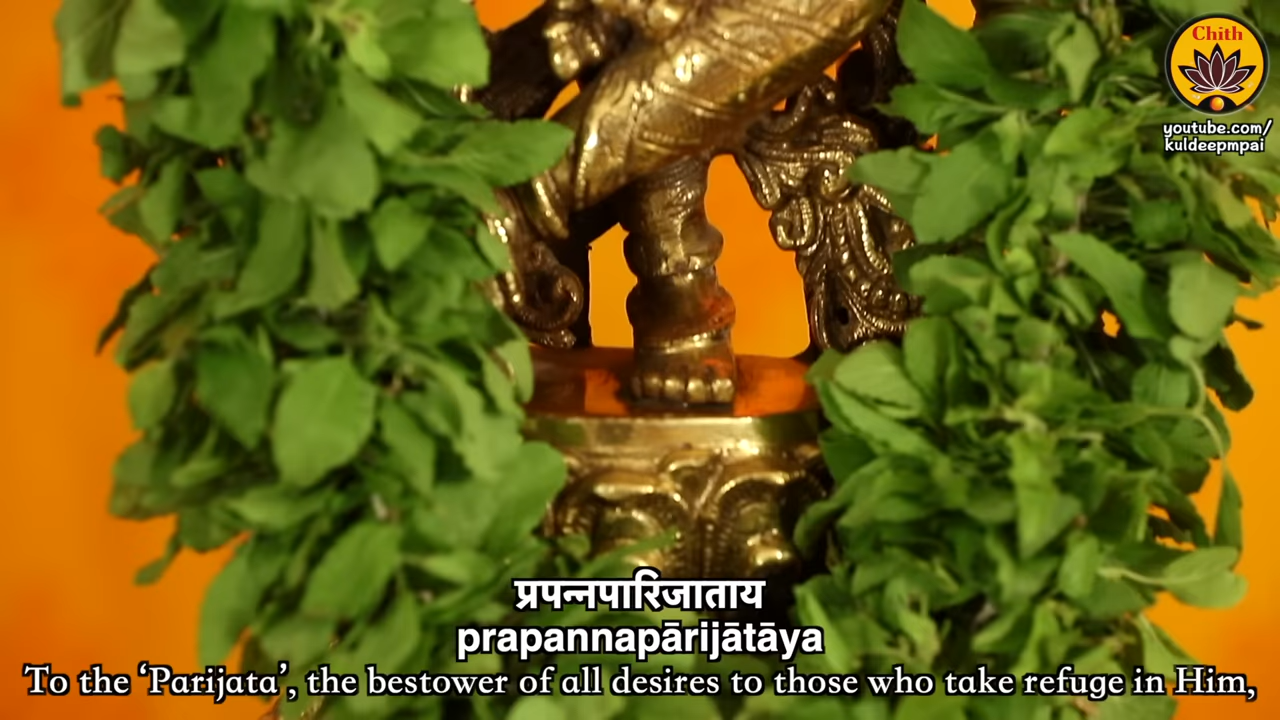 Chith
youtube.com/
kuldeepmpai
प्रपन्नपारिजाताय
prapannapārijātāya
To the ‘Parijata’, the bestower of all desires to those who take refuge in Him,